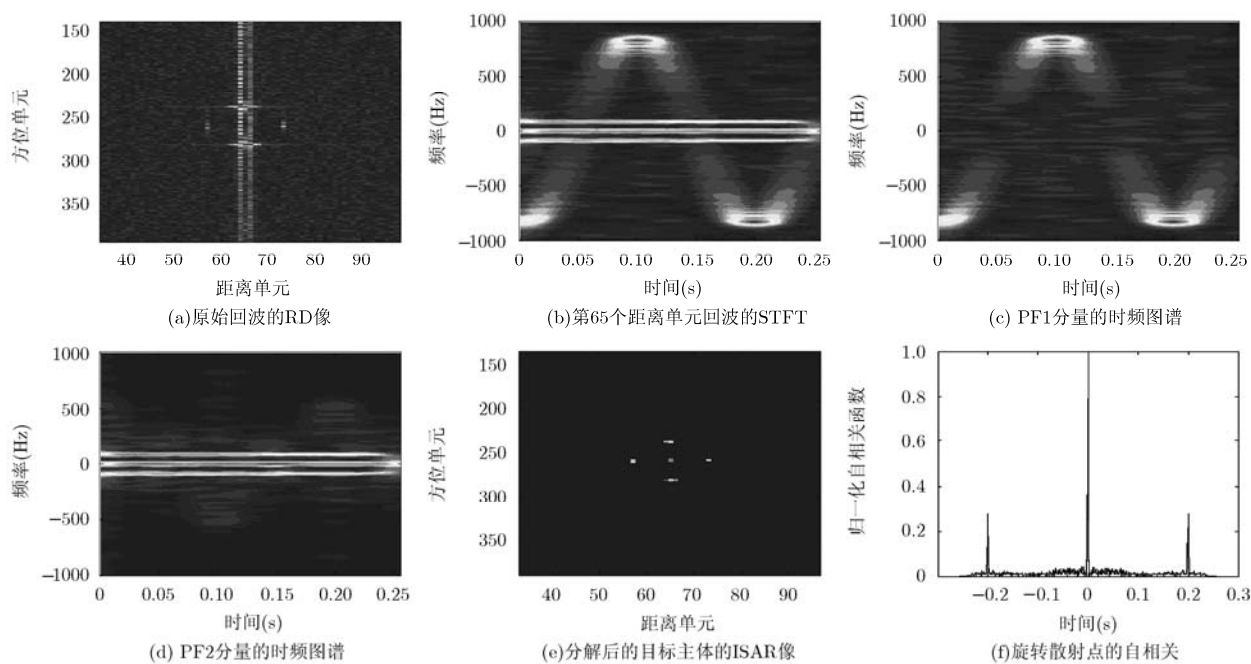 方位单元
150
200
250
300
350
40 50 60 70 80 90
距离单元
(a)原始回波的RD像
频率(Hz)
1000
500
0
−500
−1000
0 0.05 0.10 0.15 0.20 0.25
时间(s)
(b)第65个距离单元回波的STFT
频率(Hz)
1000
500
0
−500
−1000
0 0.05 0.10 0.15 0.20 0.25
时间(s)
(c) PF1分量的时频图谱
频率(Hz)
1000
500
0
−500
−1000
0 0.05 0.10 0.15 0.20 0.25
时间(s)
(d) PF2分量的时频图谱
方位单元
150
200
250
300
350
40 50 60 70 80 90
距离单元
(e)分解后的目标主体的ISAR像
归一化自相关函数
1.0
0.8
0.6
0.4
0.2
0
−0.2 −0.1 0 0.1 0.2 0.3
时间(s)
(f)旋转散射点的自相关